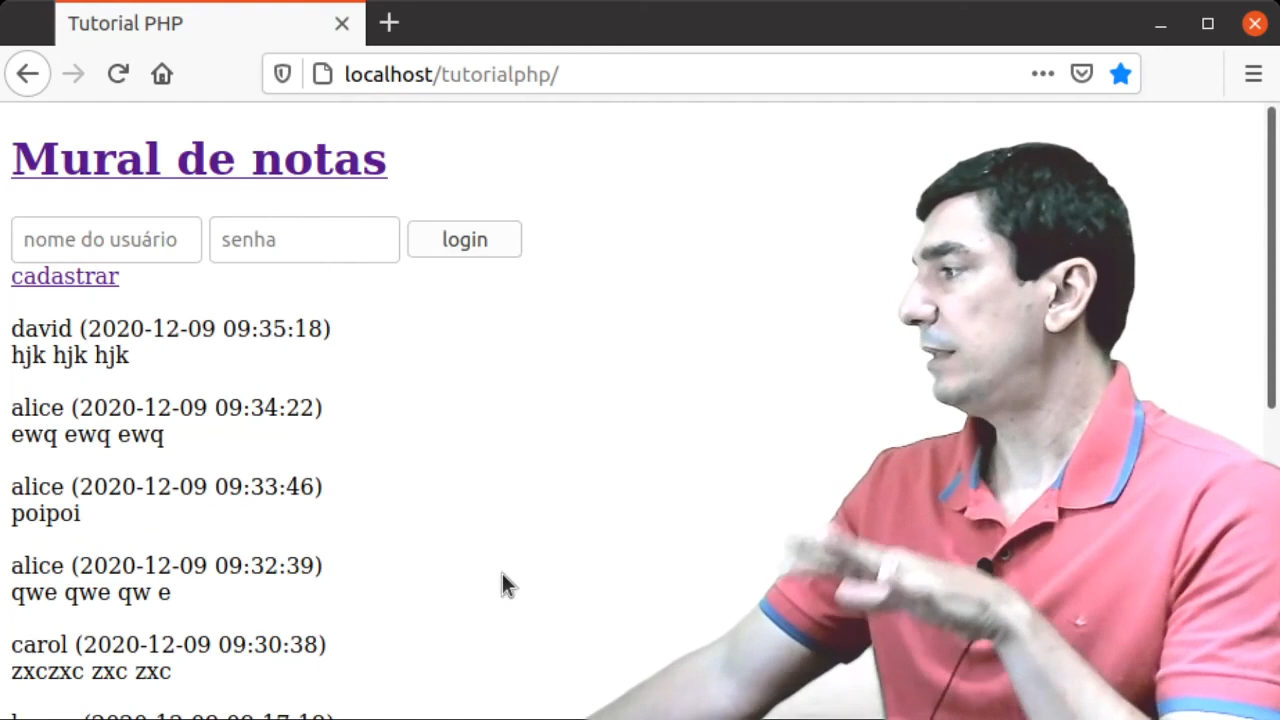 Tutorial PHP
localhost/tutorialphp/
Mural de notas
nome do usuário senha login
cadastrar
david (2020-12-09 09:35:18)
hjk hjk hjk
alice (2020-12-09 09:34:22)
ewq ewq ewq
alice (2020-12-09 09:33:46)
poipoi
alice (2020-12-09 09:32:39)
qwe qwe qw e
carol (2020-12-09 09:30:38)
zxczxc zxc zxc